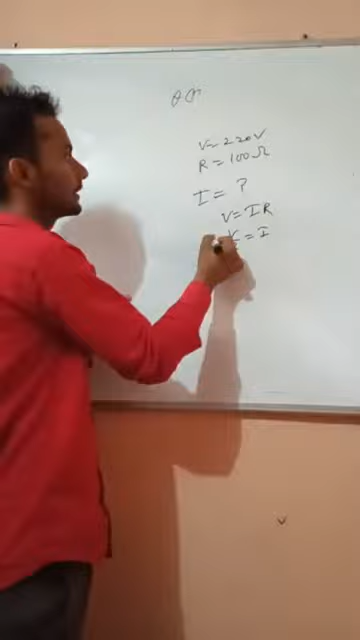 V= 220V
R = 100Ω
I = ?
V = IR
V = I